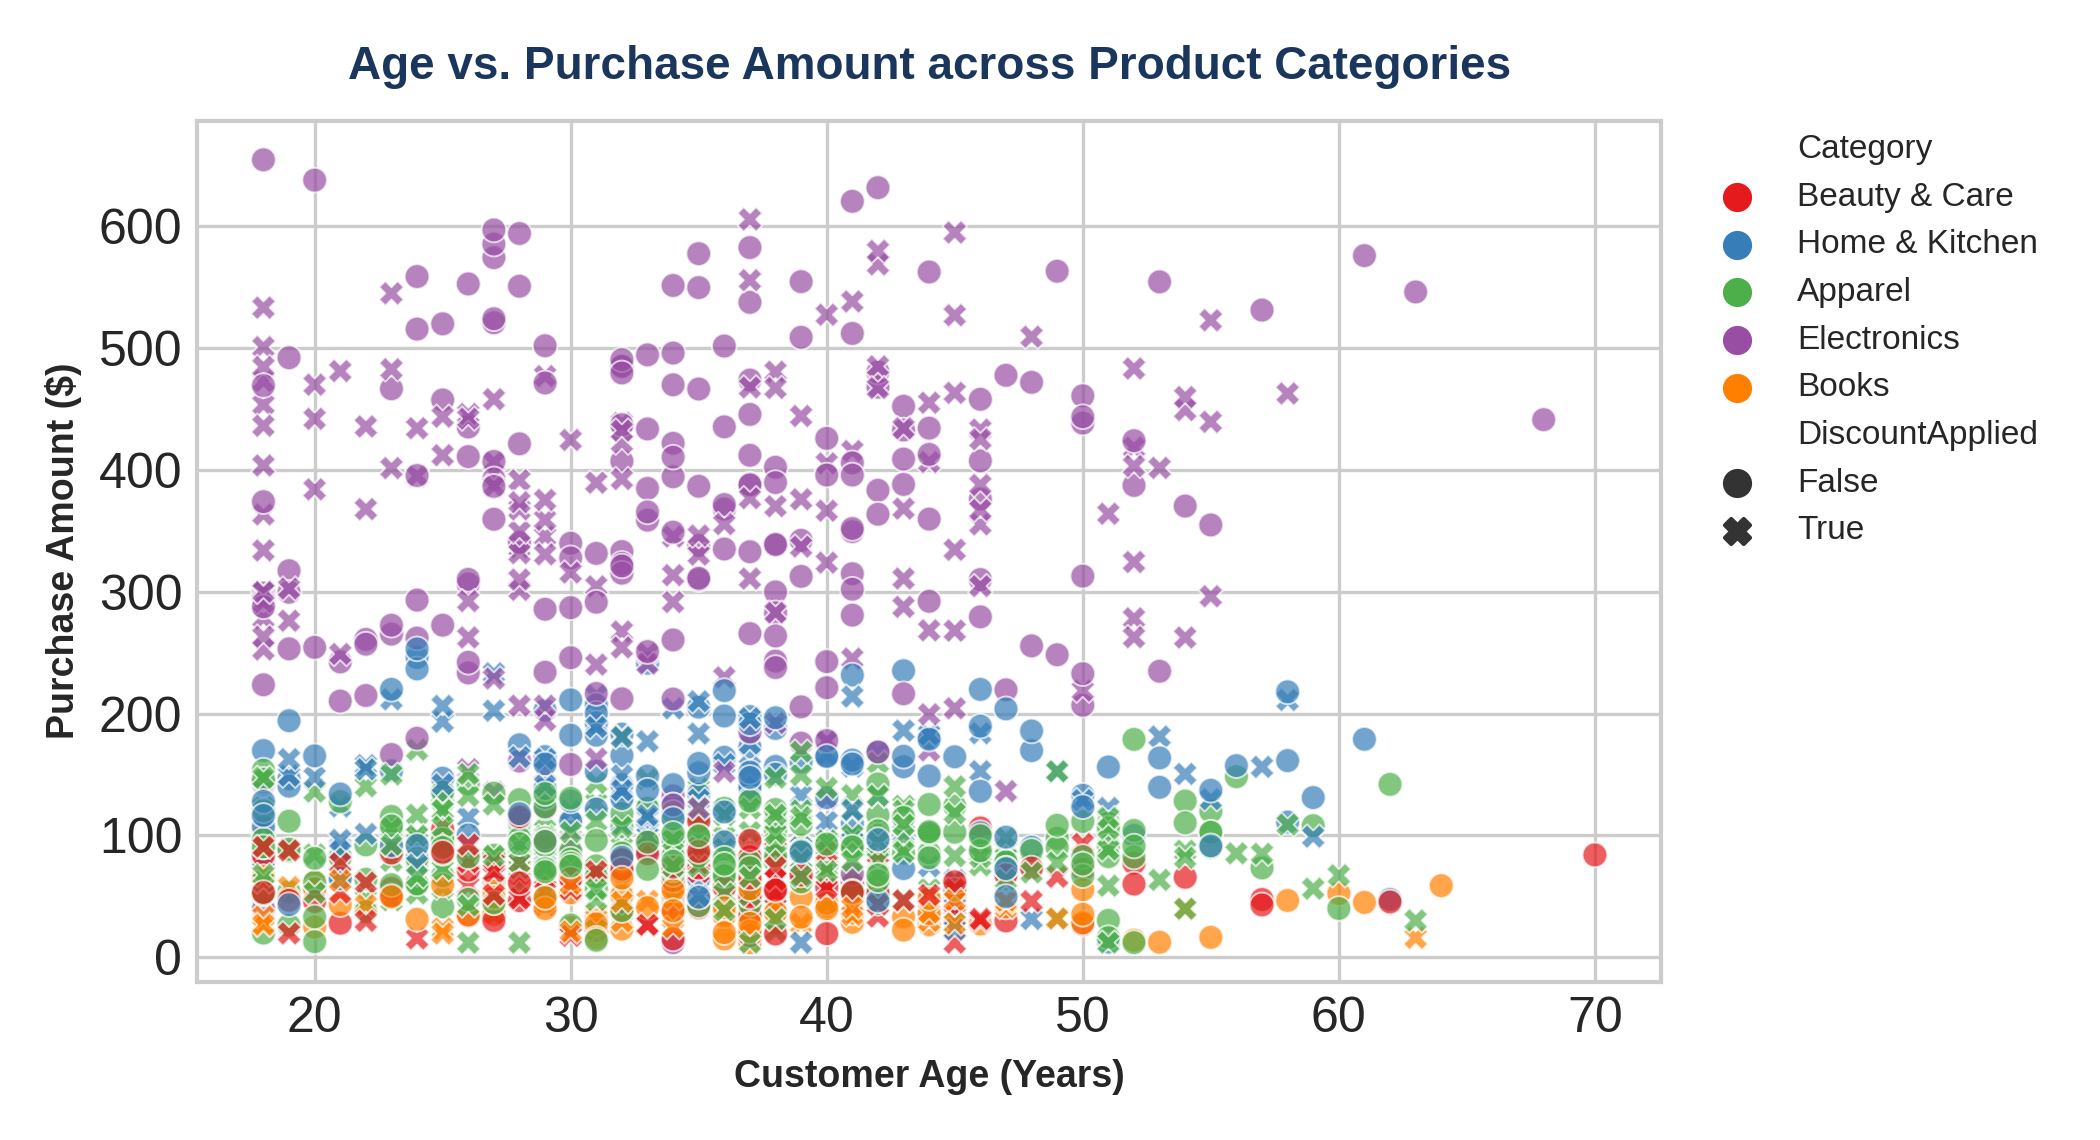 Age vs. Purchase Amount across Product Categories
Purchase Amount ($)
600
500
400
300
200
100
0
20 30 40 50 60 70
Customer Age (Years)
Category
Beauty & Care
Home & Kitchen
Apparel
Electronics
Books
DiscountApplied
False
True